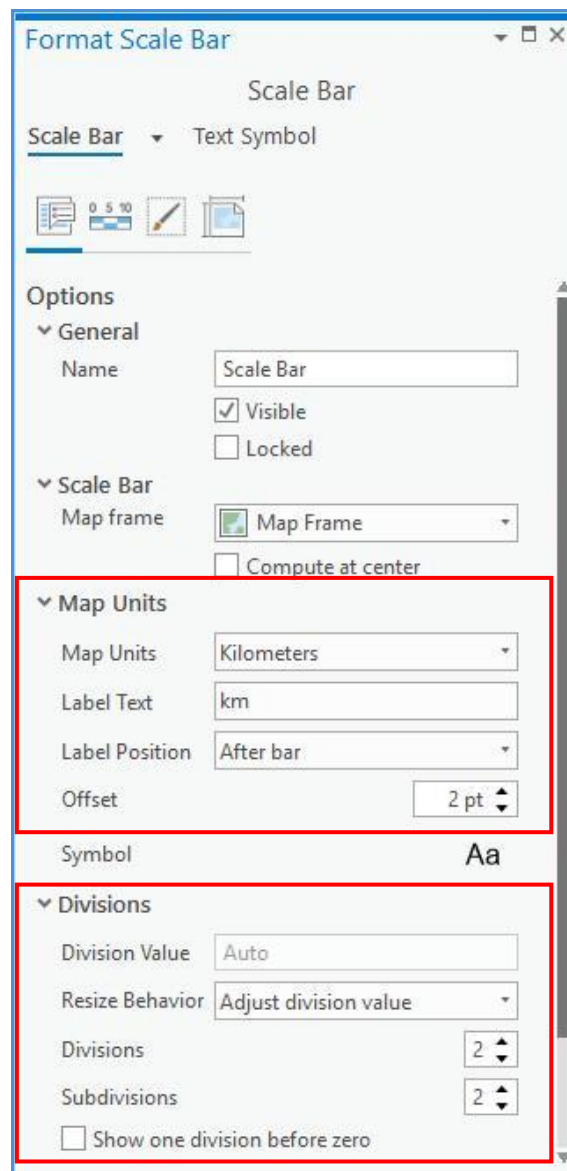 Format Scale Bar
Scale Bar
Scale Bar Text Symbol
0 5 10
Options
General
Name Scale Bar
Visible
Locked
Scale Bar
Map frame Map Frame
Compute at center
Map Units
Map Units Kilometers
Label Text km
Label Position After bar
Offset 2 pt
Symbol Aa
Divisions
Division Value Auto
Resize Behavior Adjust division value
Divisions 2
Subdivisions 2
Show one division before zero